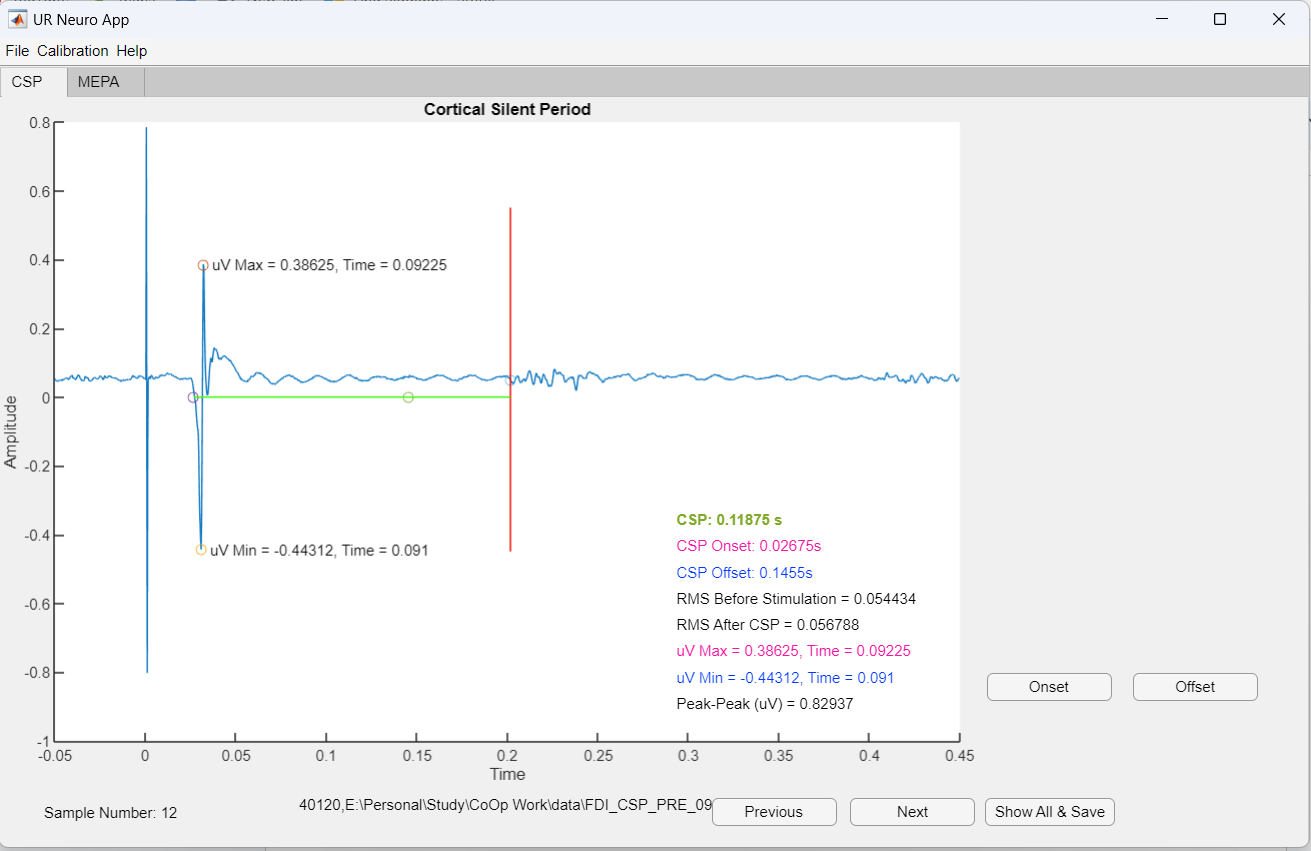 UR Neuro App
File Calibration Help
CSP MEPA
Cortical Silent Period
0.8
0.6
0.4
0.2
0
-0.2
-0.4
-0.6
-0.8
-1
Amplitude
uV Max = 0.38625, Time = 0.09225
uV Min = -0.44312, Time = 0.091
CSP: 0.11875 s
CSP Onset: 0.02675s
CSP Offset: 0.1455s
RMS Before Stimulation = 0.054434
RMS After CSP = 0.056788
uV Max = 0.38625, Time = 0.09225
uV Min = -0.44312, Time = 0.091
Peak-Peak (uV) = 0.82937
Onset Offset
-0.05 0 0.05 0.1 0.15 0.2 0.25 0.3 0.35 0.4 0.45
Time
Sample Number: 12
40120,E:\Personal\Study\CoOp Work\data\FDI_CSP_PRE_09
Previous Next Show All & Save